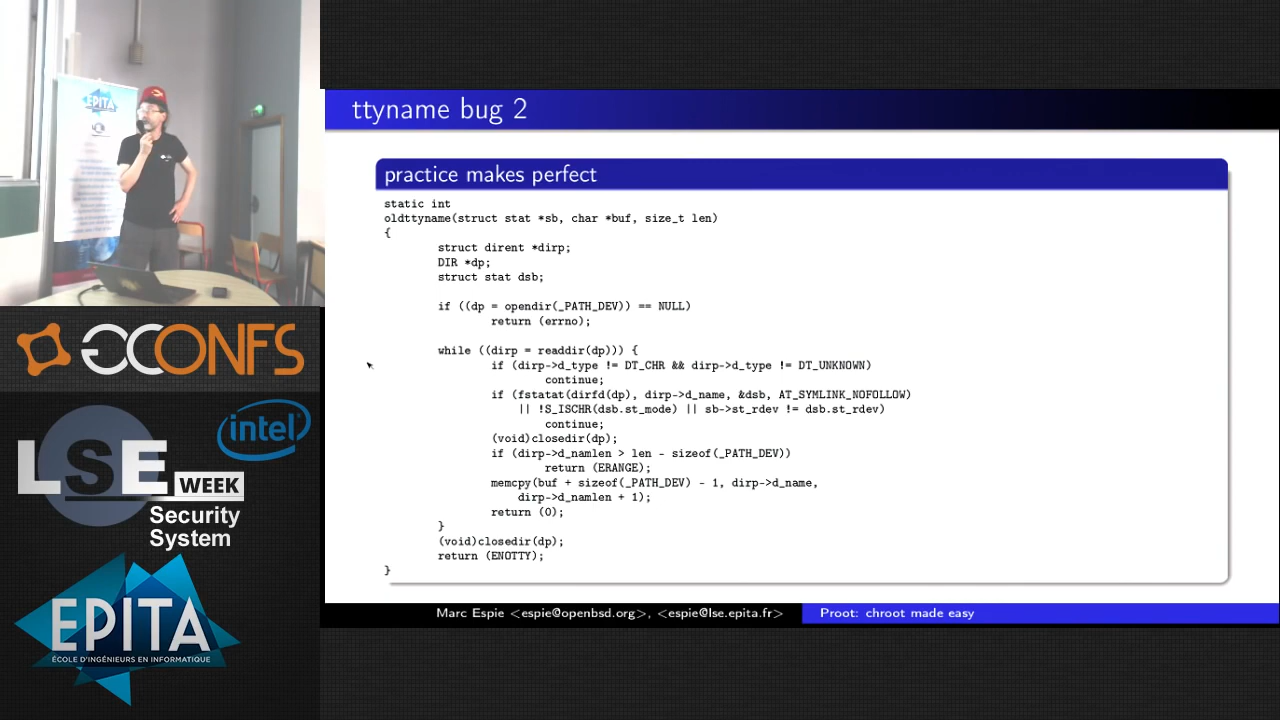 EPITA
ttyname bug 2
practice makes perfect
static int
oldttyname(struct stat *sb, char *buf, size_t len)
{
struct dirent *dirp;
DIR *dp;
struct stat dsb;
if ((dp = opendir(_PATH_DEV)) == NULL)
return (errno);
while ((dirp = readdir(dp))) {
if (dirp->d_type != DT_CHR && dirp->d_type != DT_UNKNOWN)
continue;
if (fstatat(dirfd(dp), dirp->d_name, &dsb, AT_SYMLINK_NOFOLLOW)
|| !S_ISCHR(dsb.st_mode) || sb->st_rdev != dsb.st_rdev)
continue;
(void)closedir(dp);
if (dirp->d_namlen > len - sizeof(_PATH_DEV))
return (ERANGE);
memcpy(buf + sizeof(_PATH_DEV) - 1, dirp->d_name,
dirp->d_namlen + 1);
return (0);
}
(void)closedir(dp);
return (ENOTTY);
}
Marc Espie <espie@openbsd.org>, <espie@lse.epita.fr>
Proot: chroot made easy
GCONFS
intel
LSE WEEK
Security
System
EPITA
ÉCOLE D'INGÉNIEURS EN INFORMATIQUE